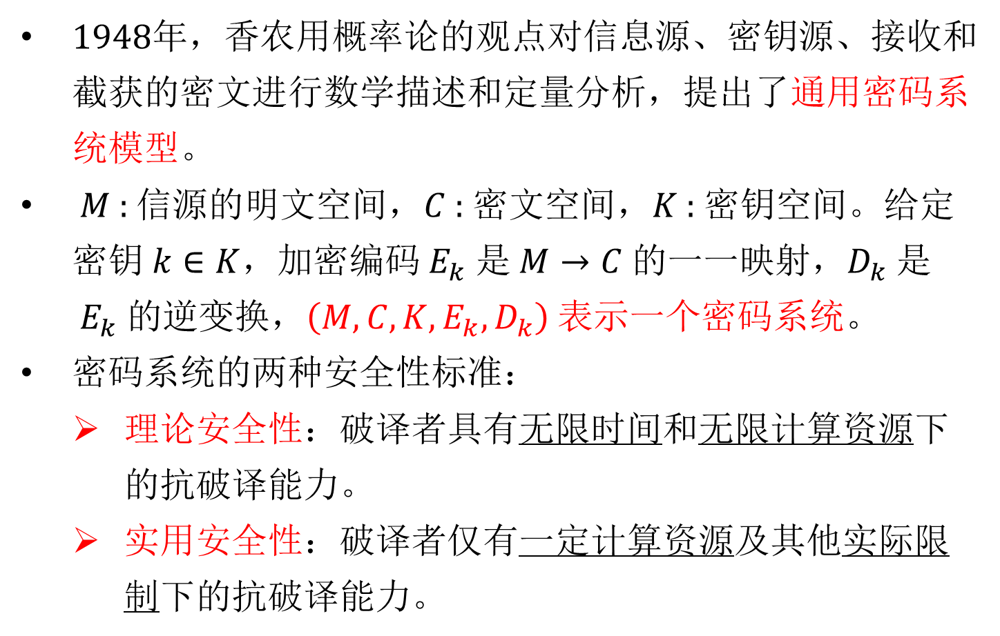 • 1948年，香农用概率论的观点对信息源、密钥源、接收和
截获的密文进行数学描述和定量分析，提出了通用密码系
统模型。
• M：信源的明文空间，C：密文空间，K：密钥空间。给定
密钥 k ∈ K，加密编码 E_k 是 M → C 的一一映射，D_k 是
E_k 的逆变换，(M, C, K, E_k, D_k) 表示一个密码系统。
• 密码系统的两种安全性标准：
➢ 理论安全性：破译者具有无限时间和无限计算资源下
的抗破译能力。
➢ 实用安全性：破译者仅有一定计算资源及其他实际限
制下的抗破译能力。